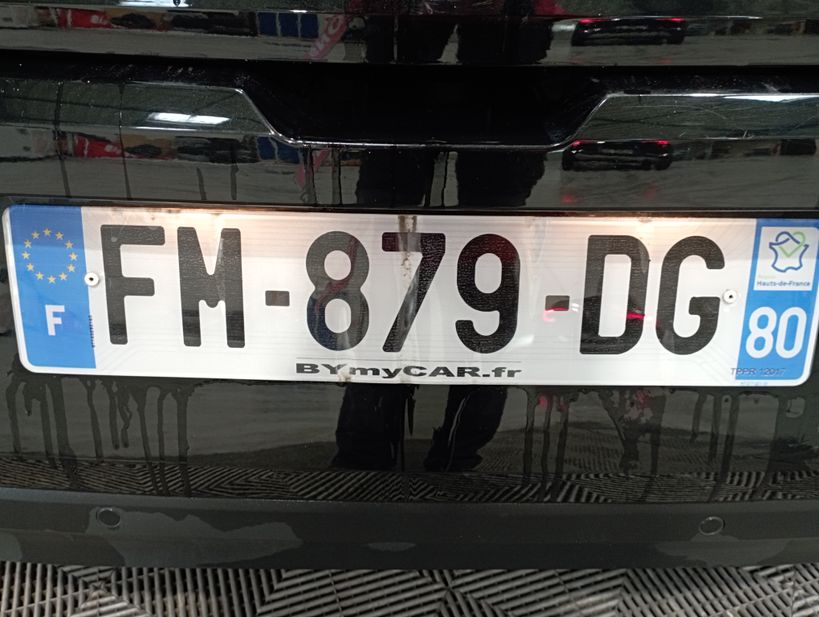 F
FM-879-DG
Hauts-de-France
80
BYmyCAR.fr
TPPR 12017